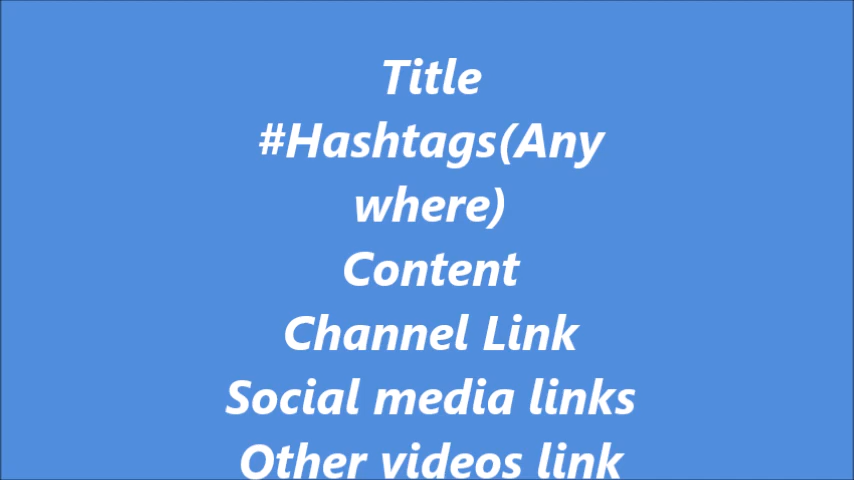 Title
#Hashtags(Any
where)
Content
Channel Link
Social media links
Other videos link